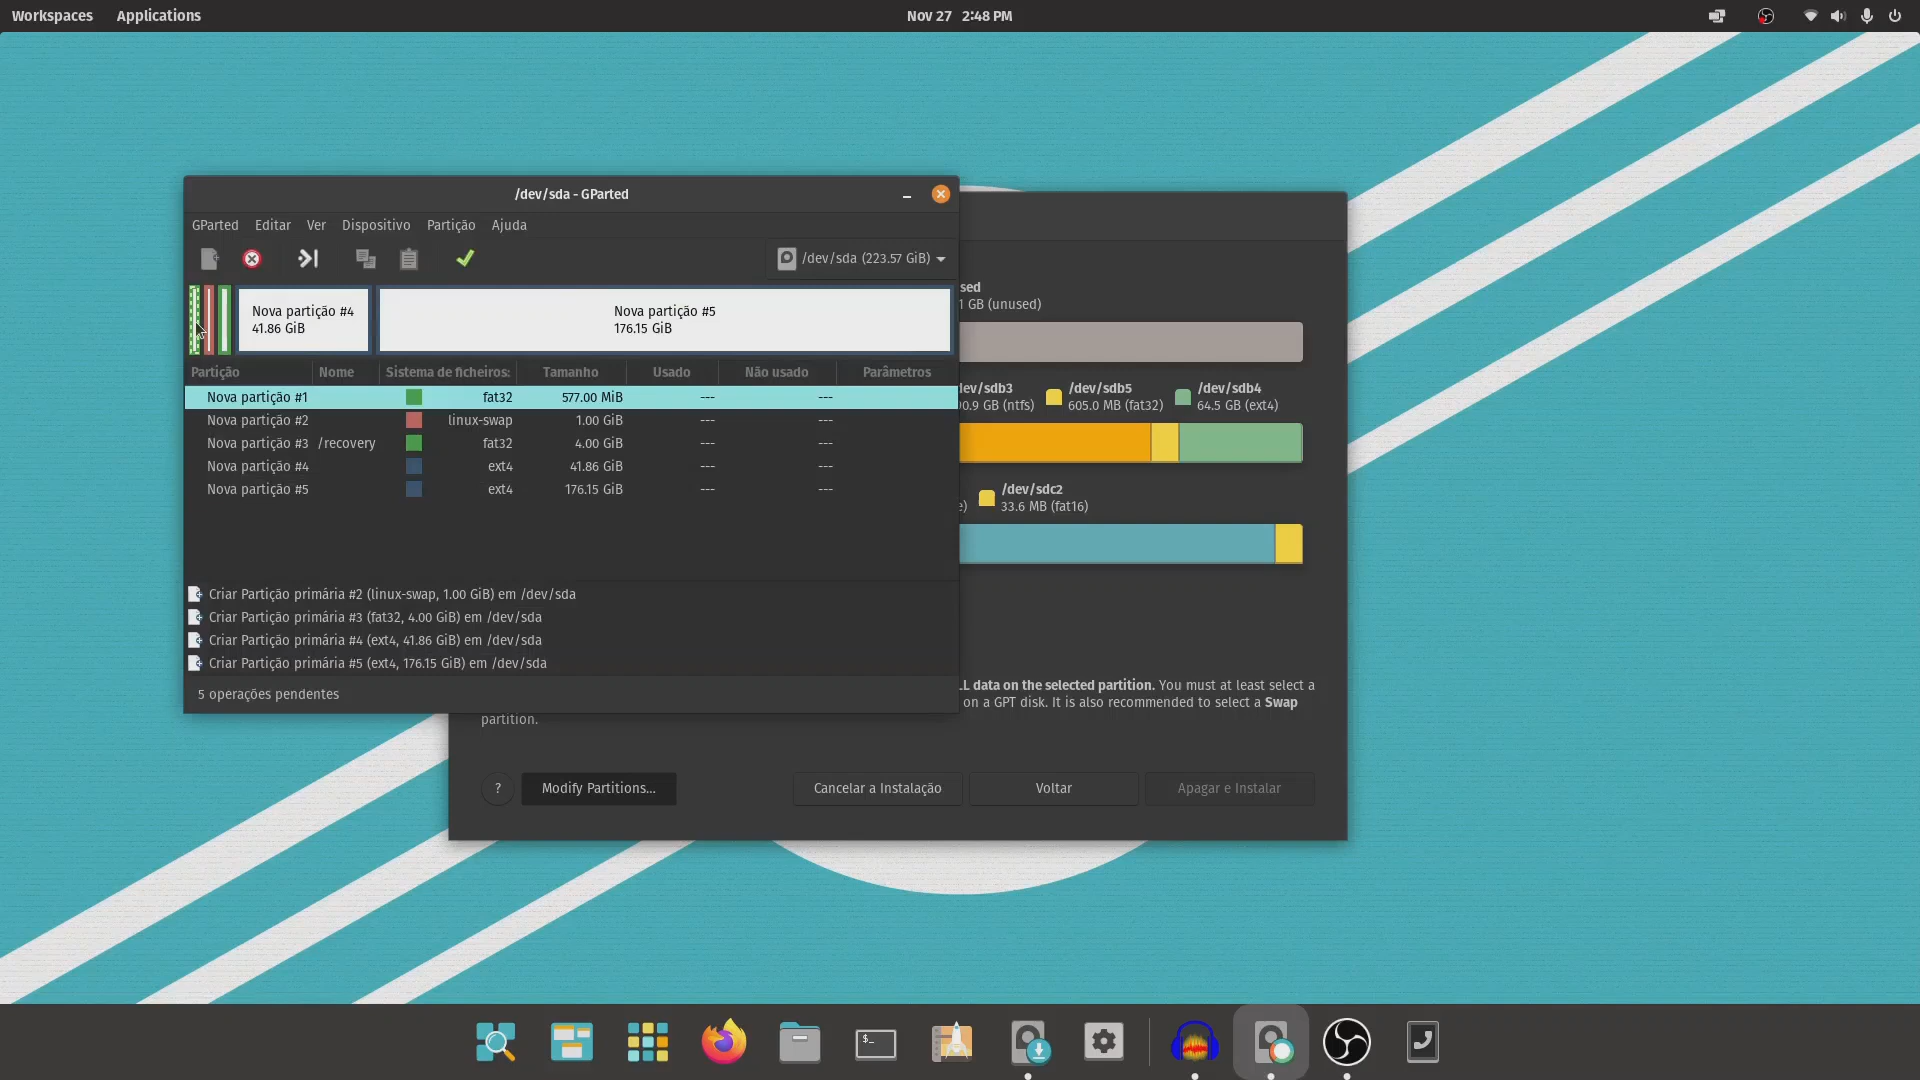 Workspaces Applications Nov 27 2:48 PM
/dev/sda - GParted
GParted Editar Ver Dispositivo Partição Ajuda
/dev/sda (223.57 GiB)
Nova partição #4
41.86 GiB
Nova partição #5
176.15 GiB
Partição Nome Sistema de ficheiros: Tamanho Usado Não usado Parâmetros
Nova partição #1 fat32 577.00 MiB --- ---
Nova partição #2 linux-swap 1.00 GiB --- ---
Nova partição #3 /recovery fat32 4.00 GiB --- ---
Nova partição #4 ext4 41.86 GiB --- ---
Nova partição #5 ext4 176.15 GiB --- ---
Criar Partição primária #2 (linux-swap, 1.00 GiB) em /dev/sda
Criar Partição primária #3 (fat32, 4.00 GiB) em /dev/sda
Criar Partição primária #4 (ext4, 41.86 GiB) em /dev/sda
Criar Partição primária #5 (ext4, 176.15 GiB) em /dev/sda
5 operações pendentes
sed
1 GB (unused)
ev/sdb3
0.9 GB (ntfs)
/dev/sdb5
605.0 MB (fat32)
/dev/sdb4
64.5 GB (ext4)
e)
/dev/sdc2
33.6 MB (fat16)
LL data on the selected partition. You must at least select a
on a GPT disk. It is also recommended to select a Swap
partition.
? Modify Partitions... Cancelar a Instalação Voltar Apagar e Instalar
$_